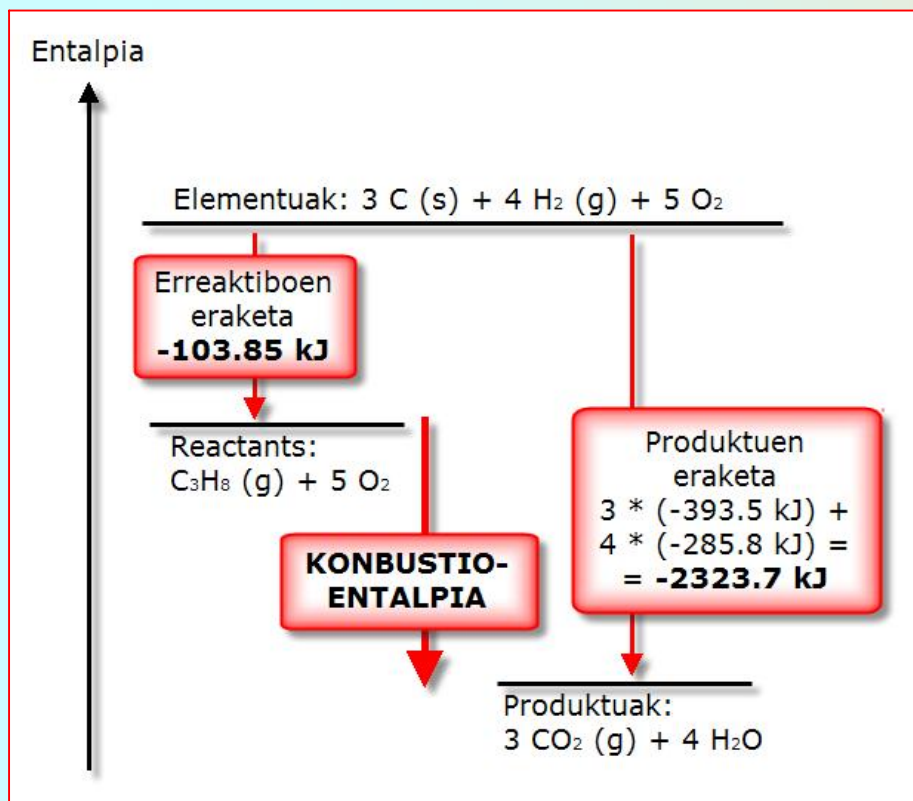 Entalpia
Elementuak: 3 C (s) + 4 H₂ (g) + 5 O₂
Erreaktiboen
eraketa
-103.85 kJ
Reactants:
C₃H₈ (g) + 5 O₂
KONBUSTIO-
ENTALPIA
Produktuen
eraketa
3 * (-393.5 kJ) +
4 * (-285.8 kJ) =
= -2323.7 kJ
Produktuak:
3 CO₂ (g) + 4 H₂O